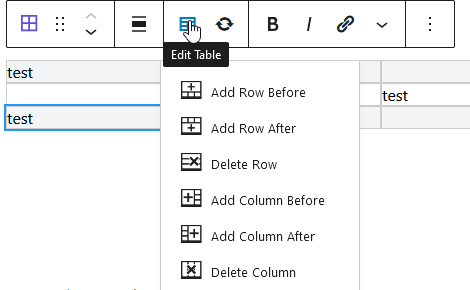 B I
Edit Table
test
test
test
Add Row Before
Add Row After
Delete Row
Add Column Before
Add Column After
Delete Column